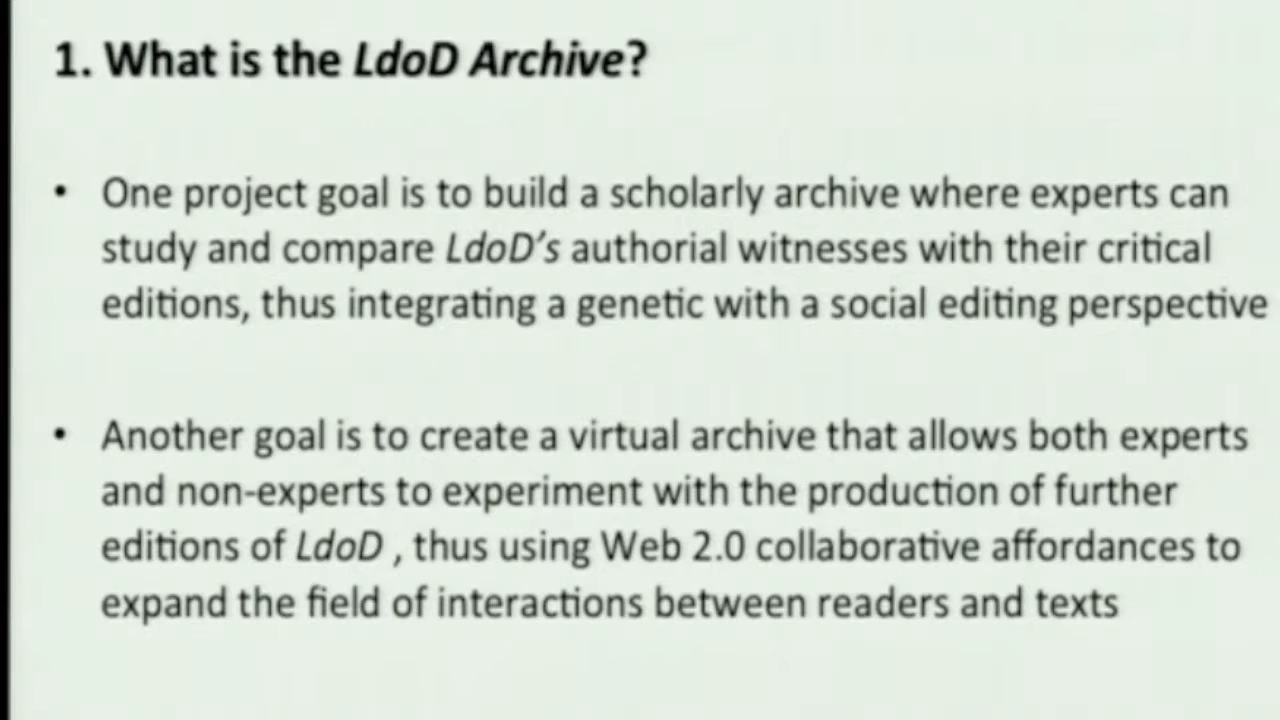 1. What is the LdoD Archive?
• One project goal is to build a scholarly archive where experts can
study and compare LdoD's authorial witnesses with their critical
editions, thus integrating a genetic with a social editing perspective
• Another goal is to create a virtual archive that allows both experts
and non-experts to experiment with the production of further
editions of LdoD , thus using Web 2.0 collaborative affordances to
expand the field of interactions between readers and texts